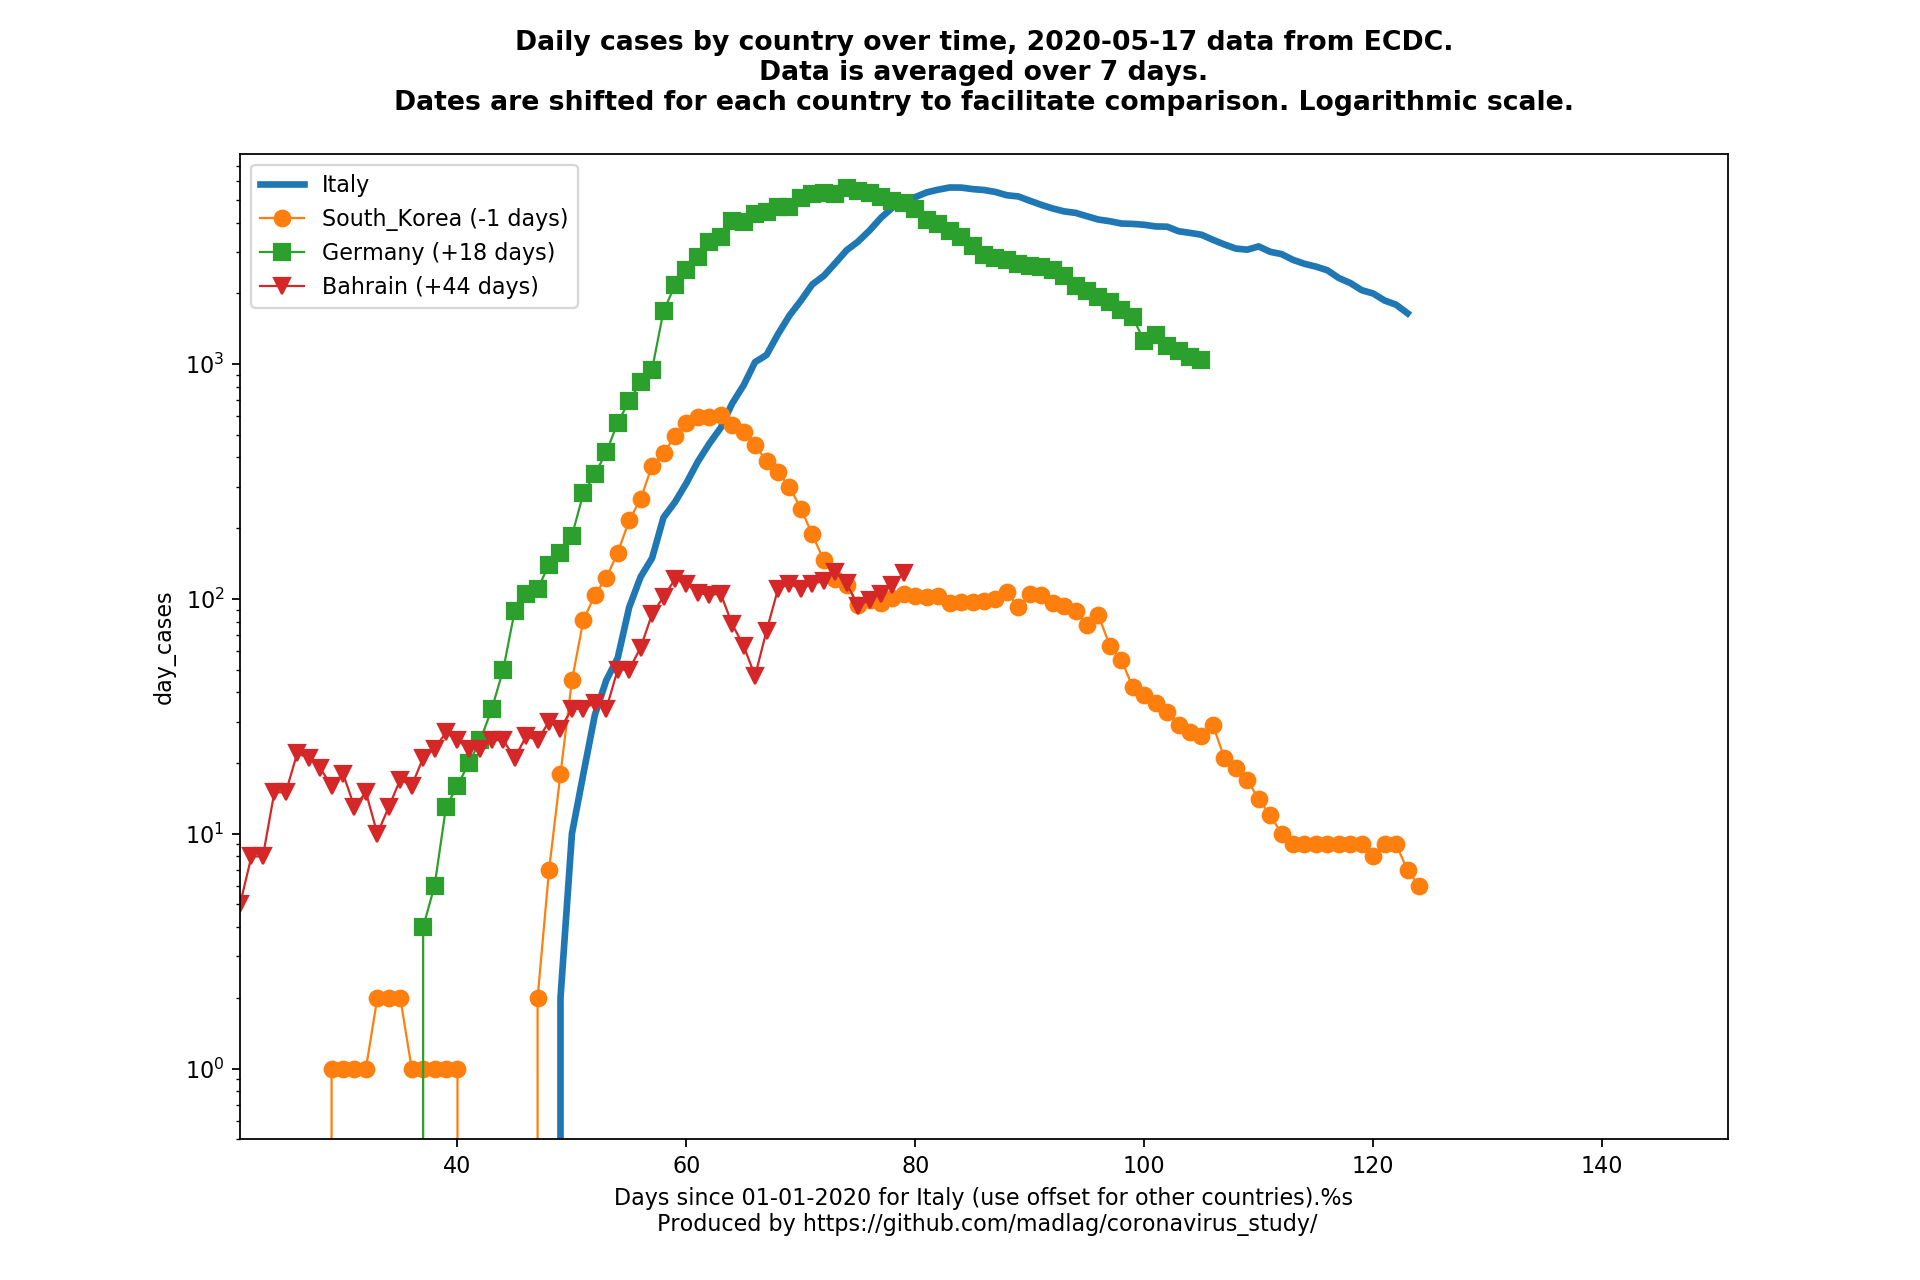 Daily cases by country over time, 2020-05-17 data from ECDC.
Data is averaged over 7 days.
Dates are shifted for each country to facilitate comparison. Logarithmic scale.
Italy
South_Korea (-1 days)
Germany (+18 days)
Bahrain (+44 days)
10³
10²
10¹
10⁰
day_cases
40 60 80 100 120 140
Days since 01-01-2020 for Italy (use offset for other countries).%s
Produced by https://github.com/madlag/coronavirus_study/